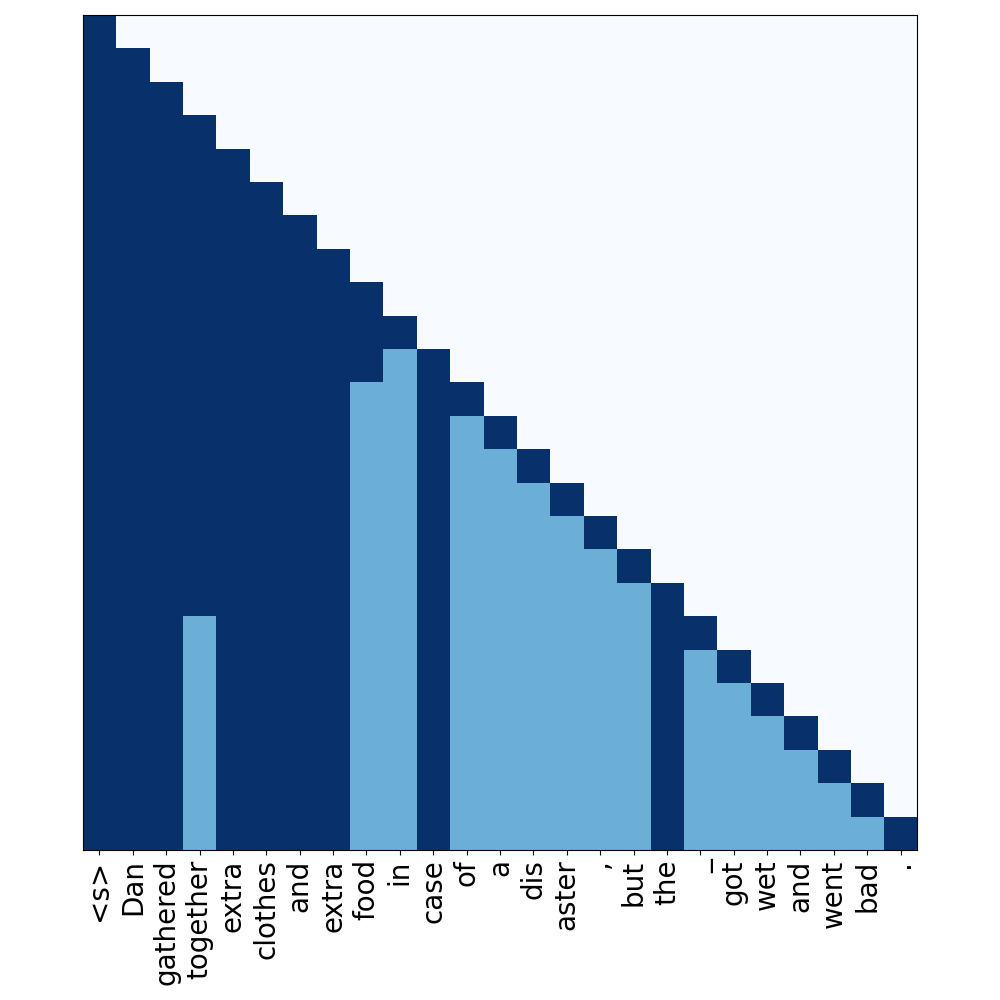 <s> Dan gathered together extra clothes and extra food in case of a dis aster , but the _ got wet and went bad .